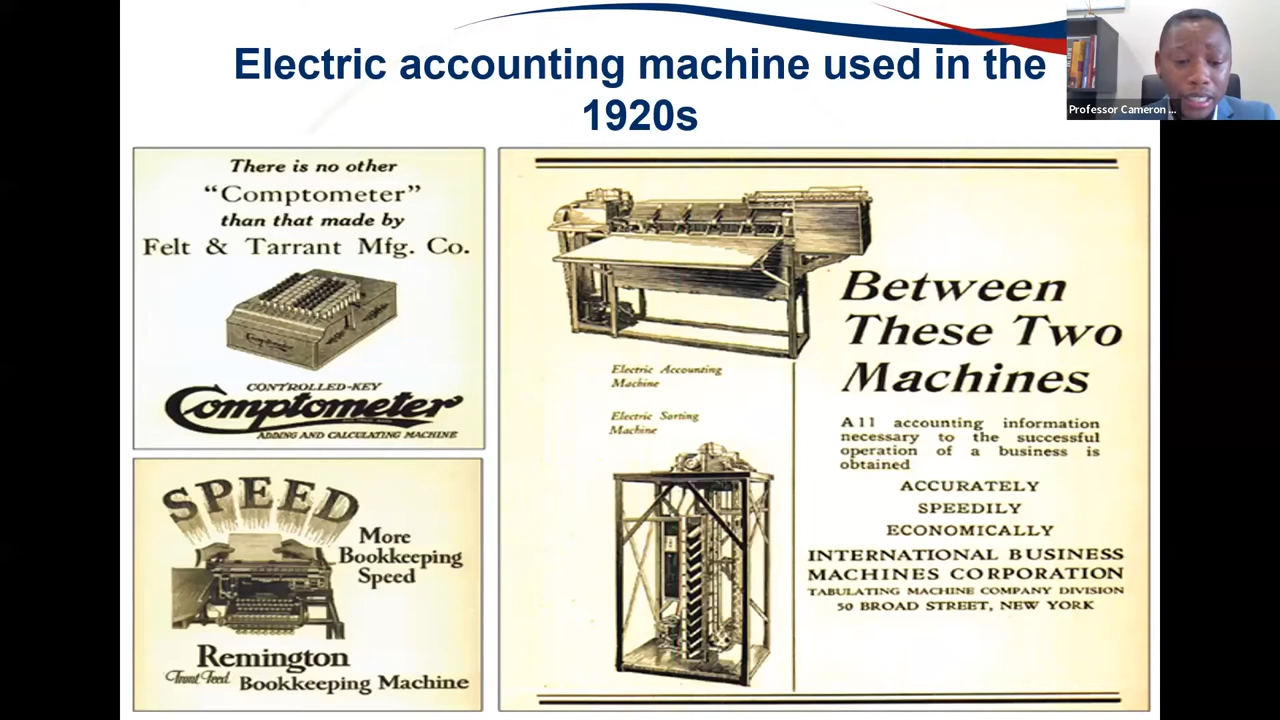 Electric accounting machine used in the
1920s
Professor Cameron ...
There is no other
"Comptometer"
than that made by
Felt & Tarrant Mfg. Co.
Comptometer
CONTROLLED-KEY
Comptometer
ADDING AND CALCULATING MACHINE
SPEED
More
Bookkeeping
Speed
Remington
Front Feed Bookkeeping Machine
Electric Accounting
Machine
Electric Sorting
Machine
Between
These Two
Machines
All accounting information
necessary to the successful
operation of a business is
obtained
ACCURATELY
SPEEDILY
ECONOMICALLY
INTERNATIONAL BUSINESS
MACHINES CORPORATION
TABULATING MACHINE COMPANY DIVISION
50 BROAD STREET, NEW YORK